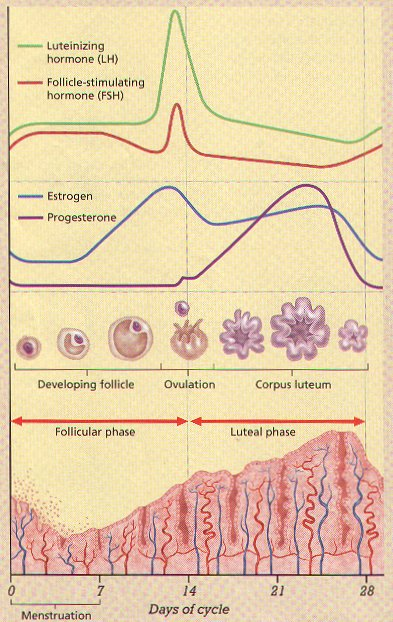 Luteinizing
hormone (LH)
Follicle-stimulating
hormone (FSH)
Estrogen
Progesterone
Developing follicle
Ovulation
Corpus luteum
Follicular phase
Luteal phase
0 7 14 21 28
Days of cycle
Menstruation